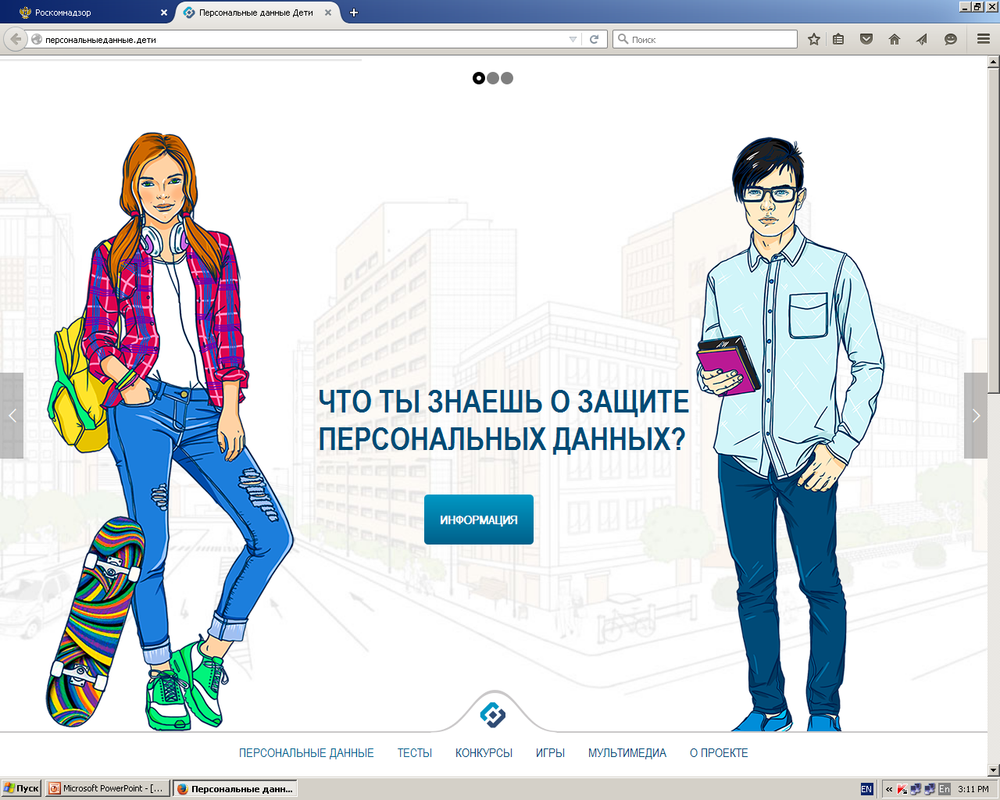 Роскомнадзор
Персональные данные Дети
персональныеданные.дети
Поиск
ЧТО ТЫ ЗНАЕШЬ О ЗАЩИТЕ
ПЕРСОНАЛЬНЫХ ДАННЫХ?
ИНФОРМАЦИЯ
ПЕРСОНАЛЬНЫЕ ДАННЫЕ ТЕСТЫ КОНКУРСЫ ИГРЫ МУЛЬТИМЕДИА О ПРОЕКТЕ
Пуск
Microsoft PowerPoint - [...
Персональные данн...
EN
En
3:11 PM